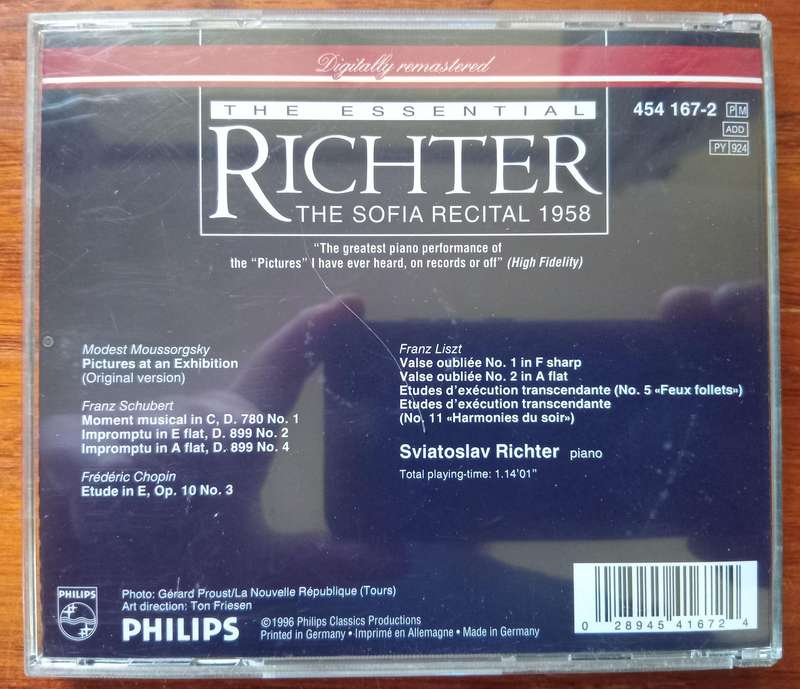 Digitally remastered
THE ESSENTIAL
RICHTER
THE SOFIA RECITAL 1958
454 167-2 PM
ADD
PY 924
“The greatest piano performance of
the “Pictures” I have ever heard, on records or off” (High Fidelity)
Modest Moussorgsky
Pictures at an Exhibition
(Original version)
Franz Schubert
Moment musical in C, D. 780 No. 1
Impromptu in E flat, D. 899 No. 2
Impromptu in A flat, D. 899 No. 4
Frédéric Chopin
Etude in E, Op. 10 No. 3
Franz Liszt
Valse oubliée No. 1 in F sharp
Valse oubliée No. 2 in A flat
Etudes d’exécution transcendante (No. 5 «Feux follets»)
Etudes d’exécution transcendante
(No. 11 «Harmonies du soir»)
Sviatoslav Richter piano
Total playing-time: 1.14’01”
PHILIPS
Photo: Gérard Proust/La Nouvelle République (Tours)
Art direction: Ton Friesen
PHILIPS
©1996 Philips Classics Productions
Printed in Germany • Imprimé en Allemagne • Made in Germany
0 28945 41672 4